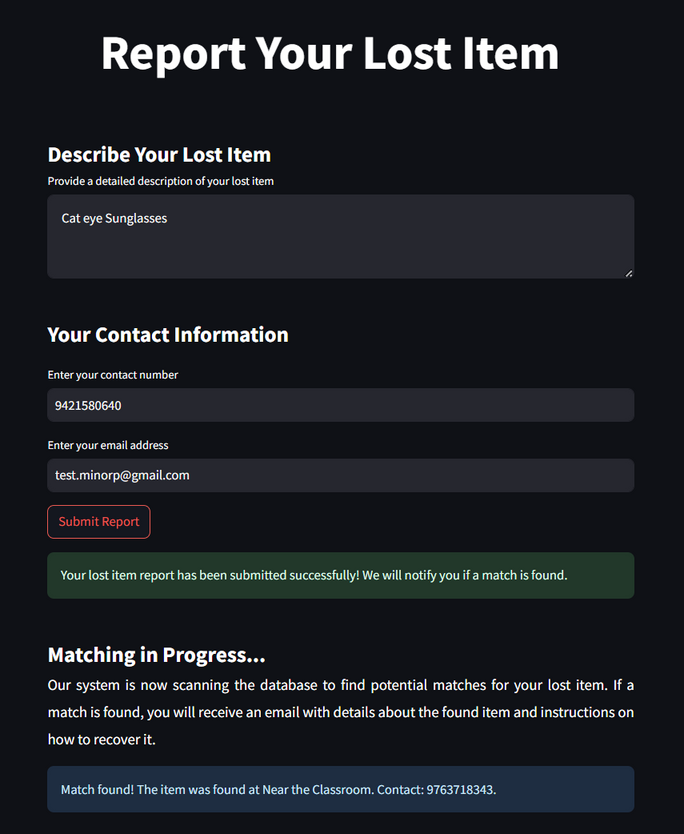 Report Your Lost Item
Describe Your Lost Item
Provide a detailed description of your lost item
Cat eye Sunglasses
Your Contact Information
Enter your contact number
9421580640
Enter your email address
test.minorp@gmail.com
Submit Report
Your lost item report has been submitted successfully! We will notify you if a match is found.
Matching in Progress...
Our system is now scanning the database to find potential matches for your lost item. If a
match is found, you will receive an email with details about the found item and instructions on
how to recover it.
Match found! The item was found at Near the Classroom. Contact: 9763718343.